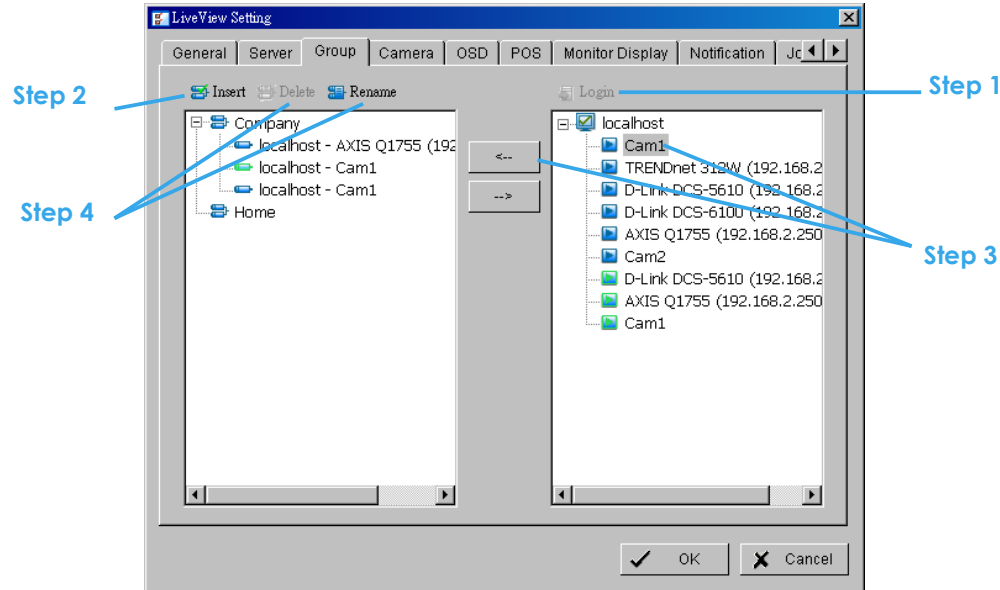 LiveView Setting
General Server Group Camera OSD POS Monitor Display Notification
Step 2
Insert Delete Rename
Login
Step 1
Company
localhost - AXIS Q1755 (192
localhost - Cam1
localhost - Cam1
Home
Step 4
<--
-->
localhost
Cam1
TRENDnet 312W (192.168.2
D-Link DCS-5610 (192.168.2
D-Link DCS-6100 (192.168.2
AXIS Q1755 (192.168.2.250
Cam2
D-Link DCS-5610 (192.168.2
AXIS Q1755 (192.168.2.250
Cam1
Step 3
OK Cancel